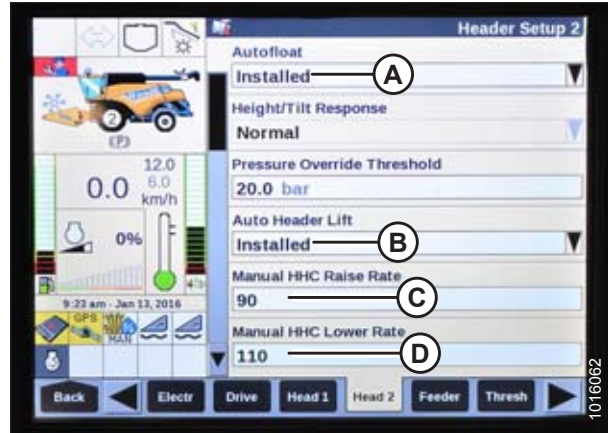 Header Setup 2
Autofloat
Installed
A
Height/Tilt Response
Normal
Pressure Override Threshold
20.0 bar
Auto Header Lift
Installed
B
Manual HHC Raise Rate
90
C
Manual HHC Lower Rate
110
D
2
(P)
12.0
0.0
6.0
km/h
0%
9:23 am - Jan 13, 2016
GPS
MAN
Back
Electr
Drive
Head 1
Head 2
Feeder
Thresh
1016062